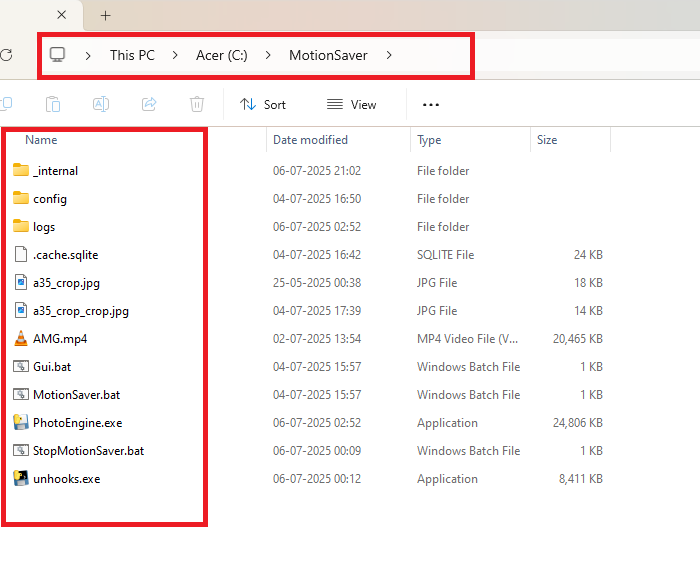 This PC > Acer (C:) > MotionSaver >
Sort View
Name Date modified Type Size
_internal 06-07-2025 21:02 File folder
config 04-07-2025 16:50 File folder
logs 06-07-2025 02:52 File folder
.cache.sqlite 04-07-2025 16:42 SQLITE File 24 KB
a35_crop.jpg 25-05-2025 00:38 JPG File 18 KB
a35_crop_crop.jpg 04-07-2025 17:39 JPG File 14 KB
AMG.mp4 02-07-2025 13:54 MP4 Video File (V... 20,465 KB
Gui.bat 04-07-2025 15:57 Windows Batch File 1 KB
MotionSaver.bat 04-07-2025 15:57 Windows Batch File 1 KB
PhotoEngine.exe 06-07-2025 02:52 Application 24,806 KB
StopMotionSaver.bat 06-07-2025 00:09 Windows Batch File 1 KB
unhooks.exe 06-07-2025 00:12 Application 8,411 KB